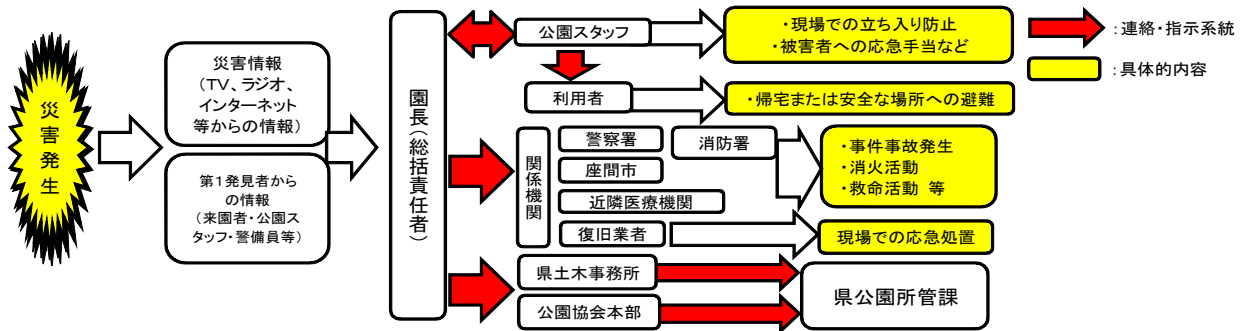 災害発生
災害情報
（TV、ラジオ、
インターネット
等からの情報）
第１発見者から
の情報
（来園者・公園ス
タッフ・警備員等）
園長（総括責任者）
公園スタッフ
・現場での立ち入り防止
・被害者への応急手当など
利用者
・帰宅または安全な場所への避難
関係機関
警察署
消防署
座間市
近隣医療機関
復旧業者
・事件事故発生
・消火活動
・救命活動 等
現場での応急処置
県土木事務所
公園協会本部
県公園所管課
：連絡・指示系統
：具体的内容